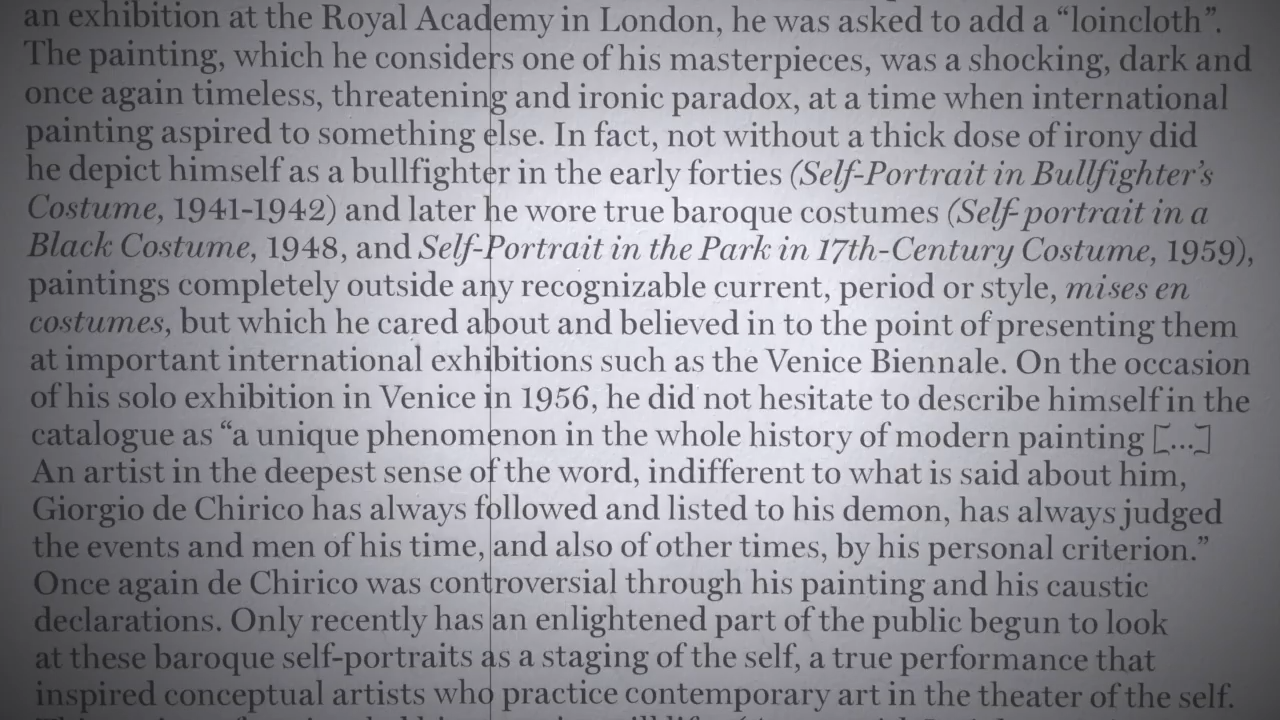 an exhibition at the Royal Academy in London, he was asked to add a “loincloth”.
The painting, which he considers one of his masterpieces, was a shocking, dark and
once again timeless, threatening and ironic paradox, at a time when international
painting aspired to something else. In fact, not without a thick dose of irony did
he depict himself as a bullfighter in the early forties (Self-Portrait in Bullfighter’s
Costume, 1941-1942) and later he wore true baroque costumes (Self-portrait in a
Black Costume, 1948, and Self-Portrait in the Park in 17th-Century Costume, 1959),
paintings completely outside any recognizable current, period or style, mises en
costumes, but which he cared about and believed in to the point of presenting them
at important international exhibitions such as the Venice Biennale. On the occasion
of his solo exhibition in Venice in 1956, he did not hesitate to describe himself in the
catalogue as “a unique phenomenon in the whole history of modern painting [...]
An artist in the deepest sense of the word, indifferent to what is said about him,
Giorgio de Chirico has always followed and listed to his demon, has always judged
the events and men of his time, and also of other times, by his personal criterion.”
Once again de Chirico was controversial through his painting and his caustic
declarations. Only recently has an enlightened part of the public begun to look
at these baroque self-portraits as a staging of the self, a true performance that
inspired conceptual artists who practice contemporary art in the theater of the self.